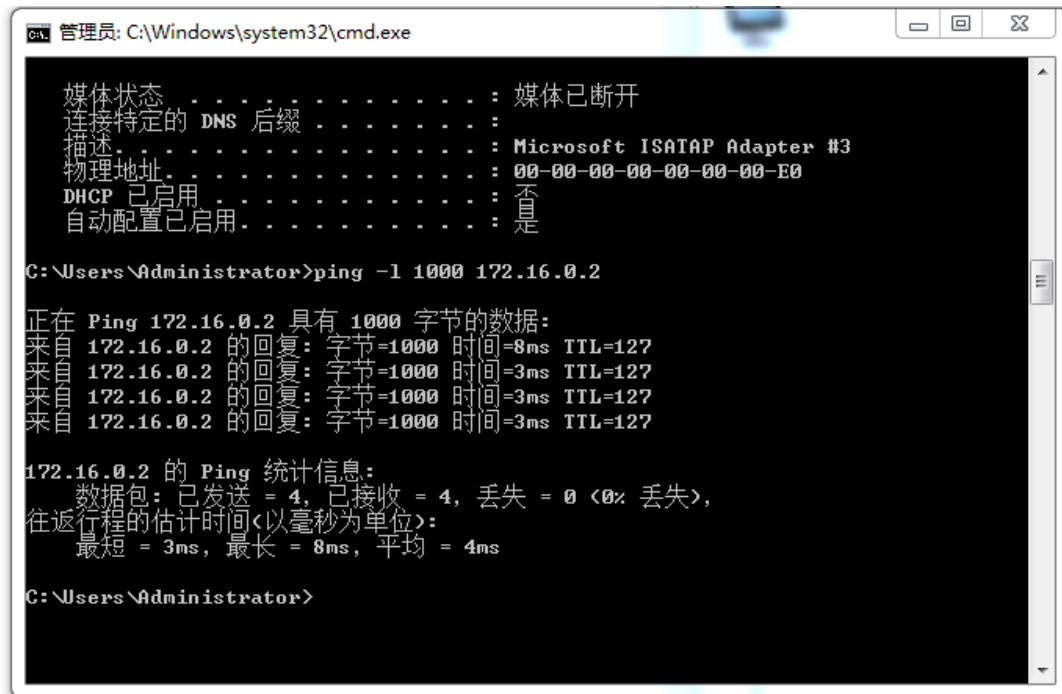 管理员: C:\Windows\system32\cmd.exe
媒体状态 . . . . . . . . . . . . : 媒体已断开
连接特定的 DNS 后缀 . . . . . . . :
描述. . . . . . . . . . . . . . . : Microsoft ISATAP Adapter #3
物理地址. . . . . . . . . . . . . : 00-00-00-00-00-00-00-E0
DHCP 已启用 . . . . . . . . . . . : 否
自动配置已启用. . . . . . . . . . : 是
C:\Users\Administrator>ping -l 1000 172.16.0.2
正在 Ping 172.16.0.2 具有 1000 字节的数据:
来自 172.16.0.2 的回复: 字节=1000 时间=8ms TTL=127
来自 172.16.0.2 的回复: 字节=1000 时间=3ms TTL=127
来自 172.16.0.2 的回复: 字节=1000 时间=3ms TTL=127
来自 172.16.0.2 的回复: 字节=1000 时间=3ms TTL=127
172.16.0.2 的 Ping 统计信息:
数据包: 已发送 = 4, 已接收 = 4, 丢失 = 0 (0% 丢失),
往返行程的估计时间(以毫秒为单位):
最短 = 3ms, 最长 = 8ms, 平均 = 4ms
C:\Users\Administrator>